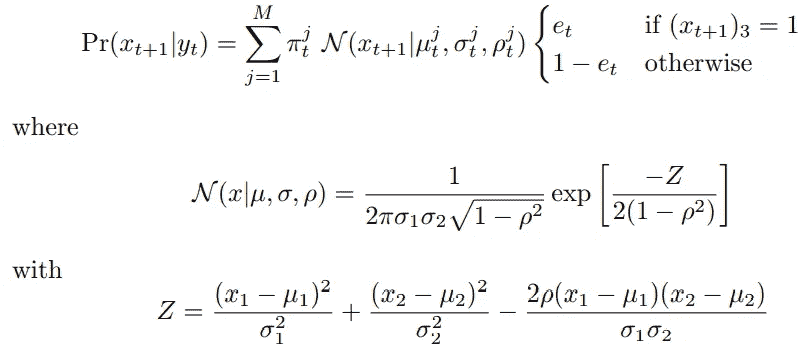 $$\Pr(x_{t+1}|y_t) = \sum_{j=1}^{M} \pi_t^j \ \mathcal{N}(x_{t+1}|\mu_t^j, \sigma_t^j, \rho_t^j) \begin{cases} e_t & \text{if } (x_{t+1})_3 = 1 \\ 1 - e_t & \text{otherwise} \end{cases}$$
where
$$\mathcal{N}(x|\mu, \sigma, \rho) = \frac{1}{2\pi\sigma_1\sigma_2\sqrt{1-\rho^2}} \exp\left[\frac{-Z}{2(1-\rho^2)}\right]$$
with
$$Z = \frac{(x_1 - \mu_1)^2}{\sigma_1^2} + \frac{(x_2 - \mu_2)^2}{\sigma_2^2} - \frac{2\rho(x_1 - \mu_1)(x_2 - \mu_2)}{\sigma_1\sigma_2}$$